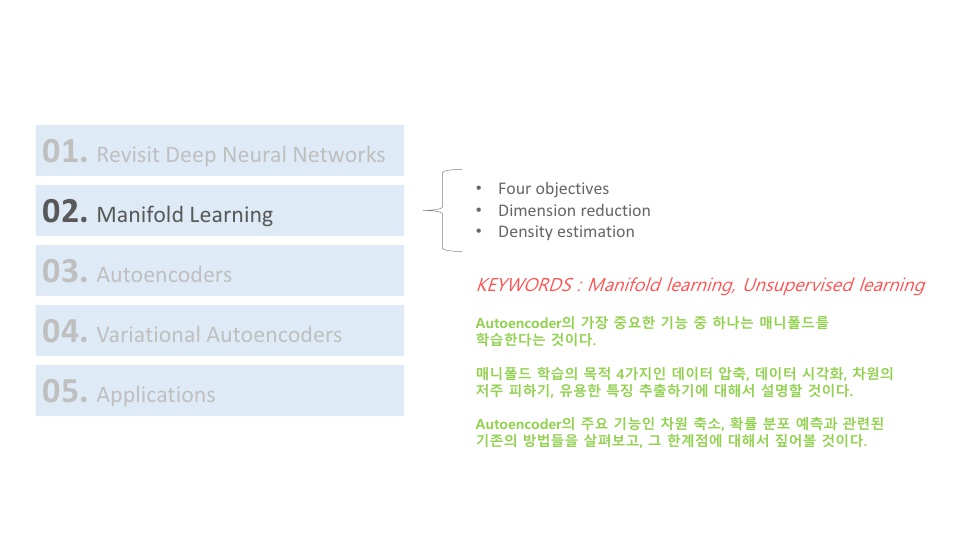 01. Revisit Deep Neural Networks
02. Manifold Learning
03. Autoencoders
04. Variational Autoencoders
05. Applications
• Four objectives
• Dimension reduction
• Density estimation
KEYWORDS : Manifold learning, Unsupervised learning
Autoencoder의 가장 중요한 기능 중 하나는 매니폴드를
학습한다는 것이다.
매니폴드 학습의 목적 4가지인 데이터 압축, 데이터 시각화, 차원의
저주 피하기, 유용한 특징 추출하기에 대해서 설명할 것이다.
Autoencoder의 주요 기능인 차원 축소, 확률 분포 예측과 관련된
기존의 방법들을 살펴보고, 그 한계점에 대해서 짚어볼 것이다.